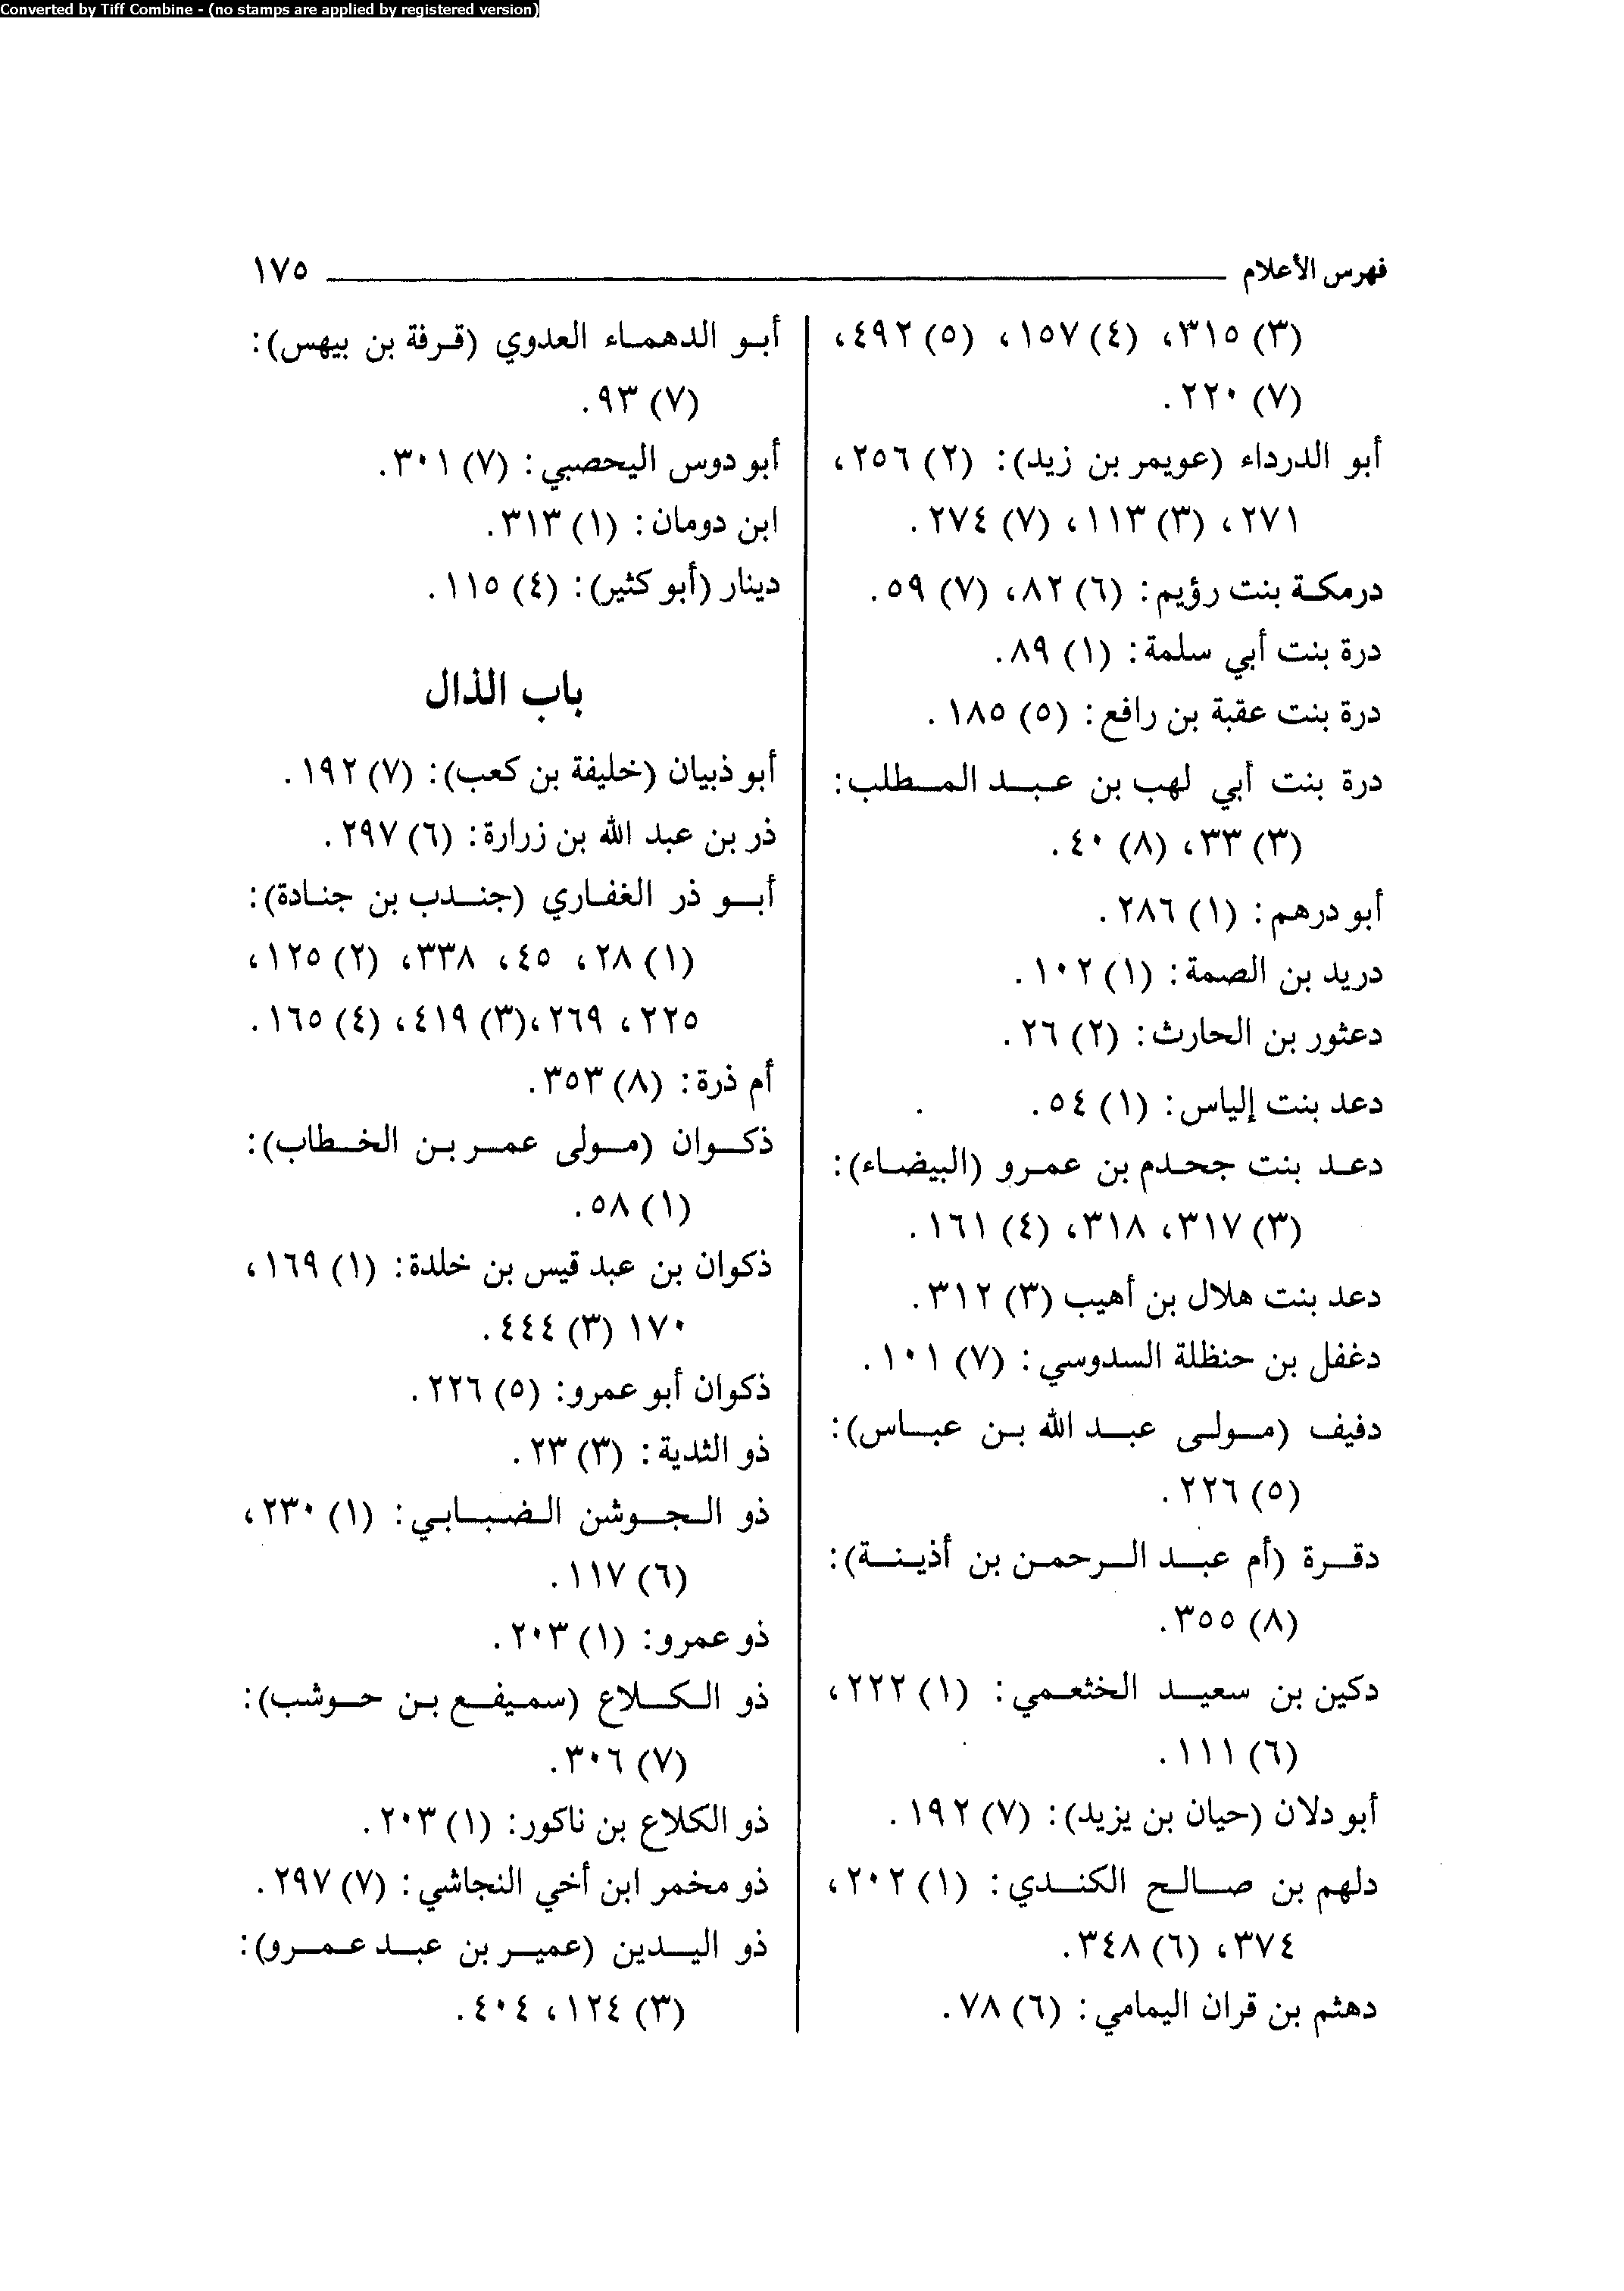 Converted by Tiff Combine - (no stamps are applied by registered version)
فهرس الأعلام ١٧٥
(٣) ٣١٥، (٤) ١٥٧، (٥) ٤٩٢،
(٧) ٢٢٠.
أبو الدرداء (عويمر بن زيد): (٢) ٢٥٦،
٢٧١، (٣) ١١٣، (٧) ٢٧٤.
درمكة بنت رؤيم: (٦) ٨٢، (٧) ٥٩.
درة بنت أبي سلمة: (١) ٨٩.
درة بنت عقبة بن رافع: (٥) ١٨٥.
درة بنت أبي لهب بن عبد المطلب:
(٣) ٣٣، (٨) ٤٠.
أبو درهم: (١) ٢٨٦.
دريد بن الصمة: (١) ١٠٢.
دعثور بن الحارث: (٢) ٢٦.
دعد بنت إلياس: (١) ٥٤.
دعد بنت جحدم بن عمرو (البيضاء):
(٣) ٣١٧، ٣١٨، (٤) ١٦١.
دعد بنت هلال بن أهيب (٣) ٣١٢.
دغفل بن حنظلة السدوسي: (٧) ١٠١.
دفيف (مولى عبد الله بن عباس):
(٥) ٢٢٦.
دقرة (أم عبد الرحمن بن أذينة):
(٨) ٣٥٥.
دكين بن سعيد الخثعمي: (١) ٢٢٢،
(٦) ١١١.
أبو دلان (حيان بن يزيد): (٧) ١٩٢.
دلهم بن صالح الكندي: (١) ٢٠٢،
٣٧٤، (٦) ٣٤٨.
دهثم بن قران اليمامي: (٦) ٧٨.
أبو الدهماء العدوي (قرفة بن بيهس):
(٧) ٩٣.
أبو دوس اليحصبي: (٧) ٣٠١.
ابن دومان: (١) ٣١٣.
دينار (أبو كثير): (٤) ١١٥.
باب الذال
أبو ذبيان (خليفة بن كعب): (٧) ١٩٢.
ذر بن عبد الله بن زرارة: (٦) ٢٩٧.
أبو ذر الغفاري (جندب بن جنادة):
(١) ٢٨، ٤٥، ٣٣٨، (٢) ١٢٥،
٢٢٥، ٢٦٩،(٣) ٤١٩، (٤) ١٦٥.
أم ذرة: (٨) ٣٥٣.
ذكوان (مولى عمر بن الخطاب):
(١) ٥٨.
ذكوان بن عبد قيس بن خلدة: (١) ١٦٩،
١٧٠ (٣) ٤٤٤.
ذكوان أبو عمرو: (٥) ٢٢٦.
ذو الثدية: (٣) ٢٣.
ذو الجوشن الضبابي: (١) ٢٣٠،
(٦) ١١٧.
ذو عمرو: (١) ٢٠٣.
ذو الكلاع (سميفع بن حوشب):
(٧) ٣٠٦.
ذو الكلاع بن ناكور: (١) ٢٠٣.
ذو مخمر ابن أخي النجاشي: (٧) ٢٩٧.
ذو اليدين (عمير بن عبد عمرو):
(٣) ١٢٤، ٤٠٤.